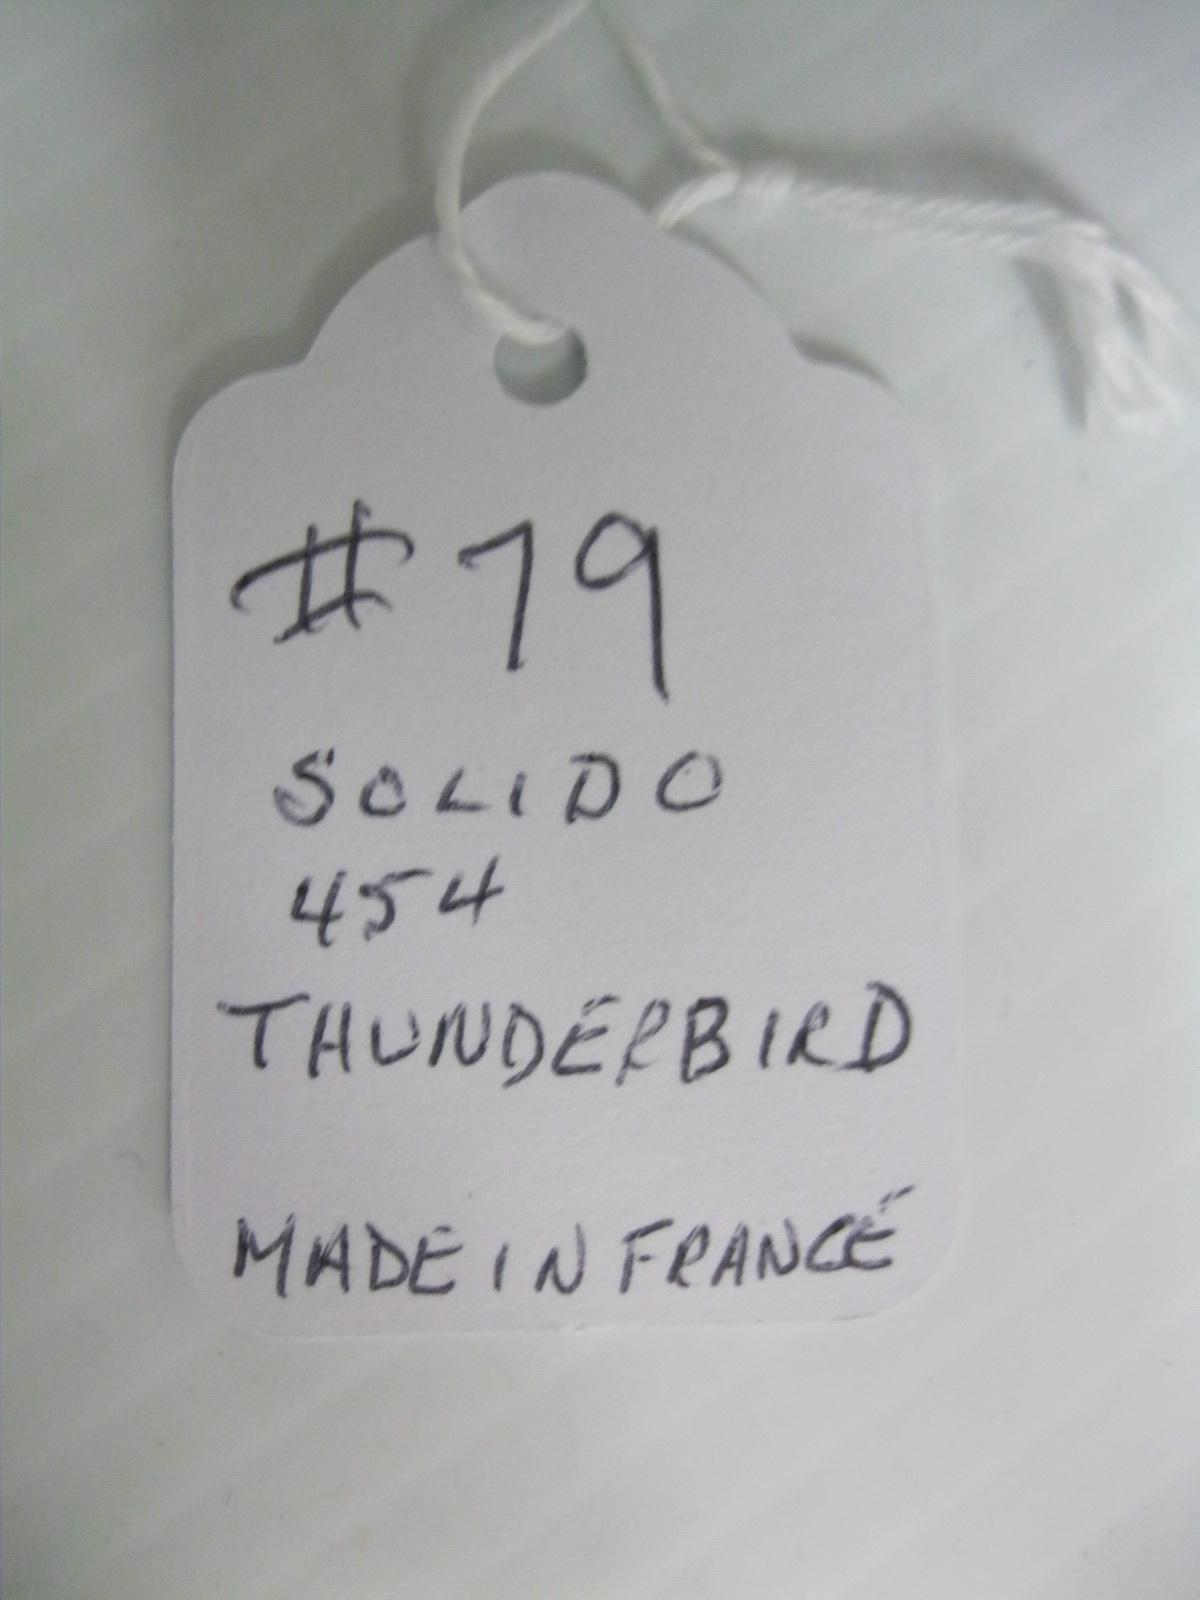 #79
SOLIDO
454
THUNDERBIRD
MADE IN FRANCE